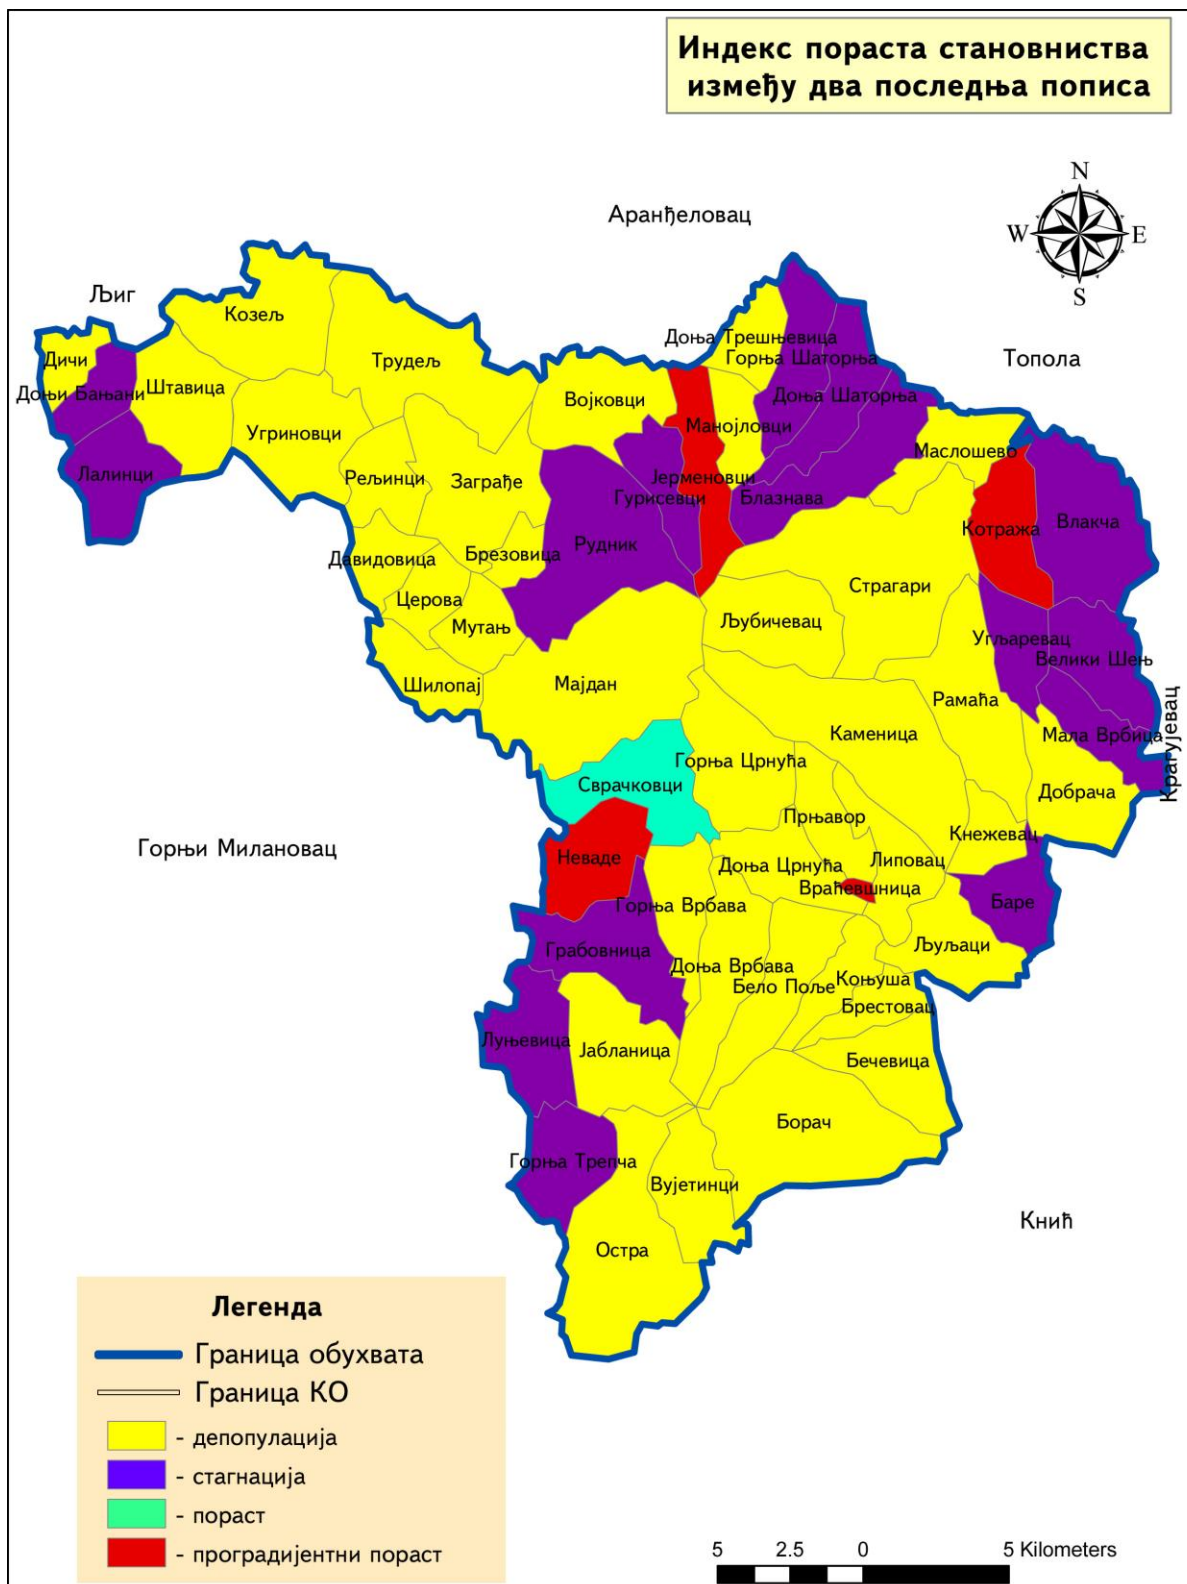 Индекс пораста становниства
између два последња пописа
N
W E
S
Аранђеловац
Љиг
Топола
Козељ
Доња Трешњевица
Горња Шаторња
Дичи
Трудељ
Доњи Бањани
Штавица
Војковци
Доња Шаторња
Угриновци
Манојловци
Маслошево
Лалинци
Рељинци
Заграђе
Јерменовци
Гурисевци
Блазнава
Котража
Влакча
Давидовица
Брезовица
Рудник
Страгари
Церова
Мутањ
Љубичевац
Угљаревац
Велики Шењ
Шилопај
Мајдан
Рамаћа
Каменица
Мала Врбица
Крагујевац
Горња Црнућа
Сврачковци
Добрача
Прњавор
Кнежевац
Горњи Милановац
Неваде
Доња Црнућа
Липовац
Враћевшница
Горња Врбава
Баре
Грабовница
Љуљаци
Доња Врбава
Бело Поље
Коњуша
Брестовац
Луњевица
Јабланица
Бечевица
Борач
Горња Трепча
Вујетинци
Кнић
Остра
Легенда
Граница обухвата
Граница КО
- депопулација
- стагнација
- пораст
- проградијентни пораст
5 2.5 0 5 Kilometers